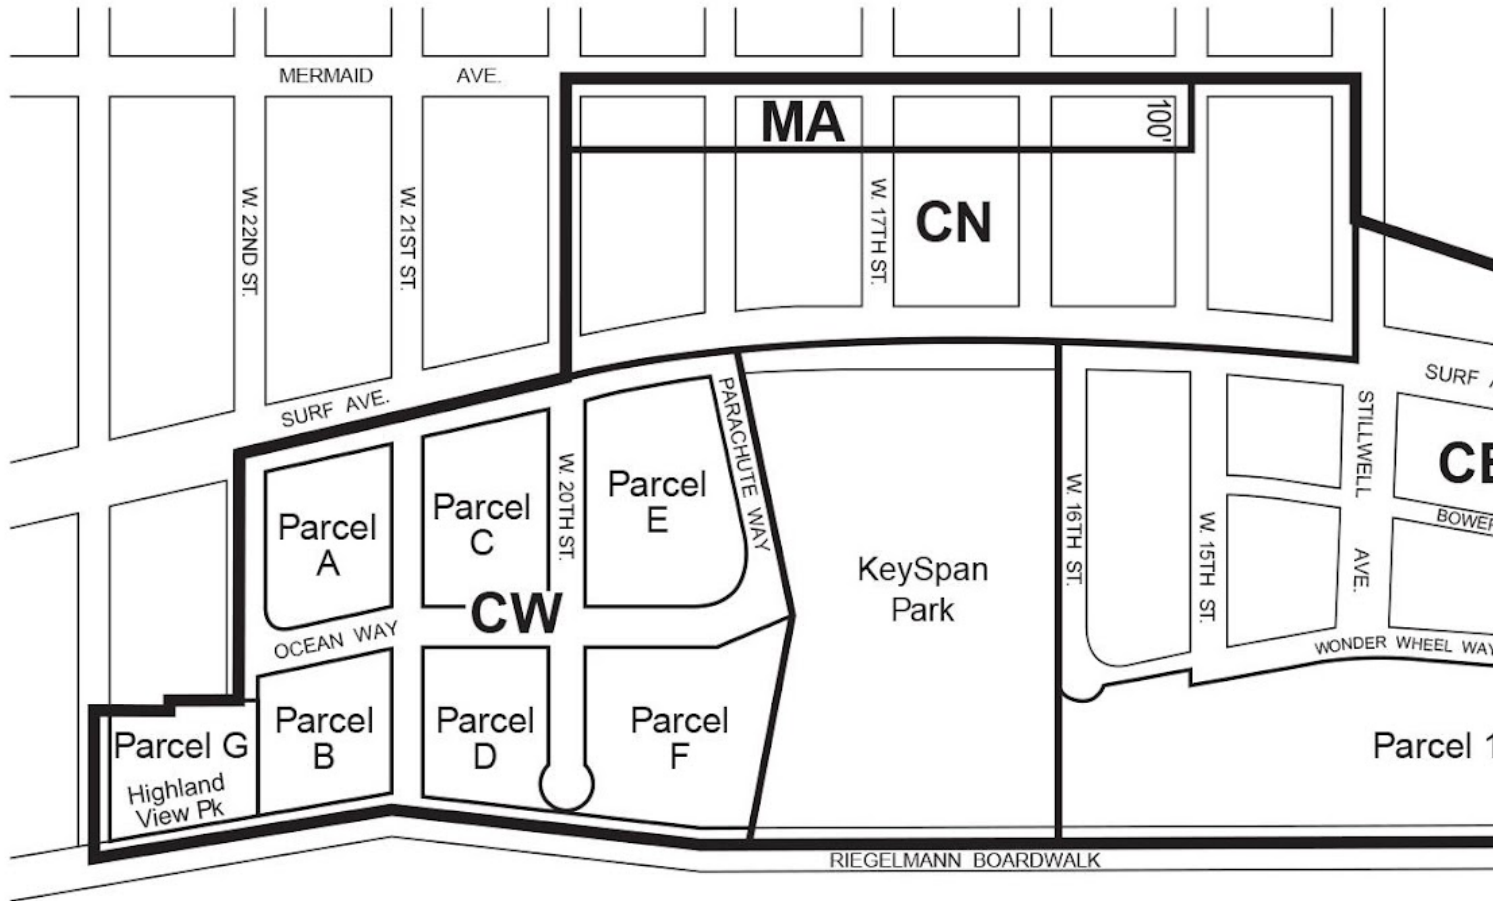 MERMAID AVE.
MA
100'
W. 22ND ST.
W. 21ST ST.
W. 17TH ST.
CN
SURF AVE.
SURF
PARACHUTE WAY
STILLWELL AVE.
Parcel
A
Parcel
C
W. 20TH ST.
Parcel
E
W. 16TH ST.
W. 15TH ST.
CE
BOWER
KeySpan
Park
CW
OCEAN WAY
WONDER WHEEL WAY
Parcel G
Highland
View Pk
Parcel
B
Parcel
D
Parcel
F
Parcel 1
RIEGELMANN BOARDWALK